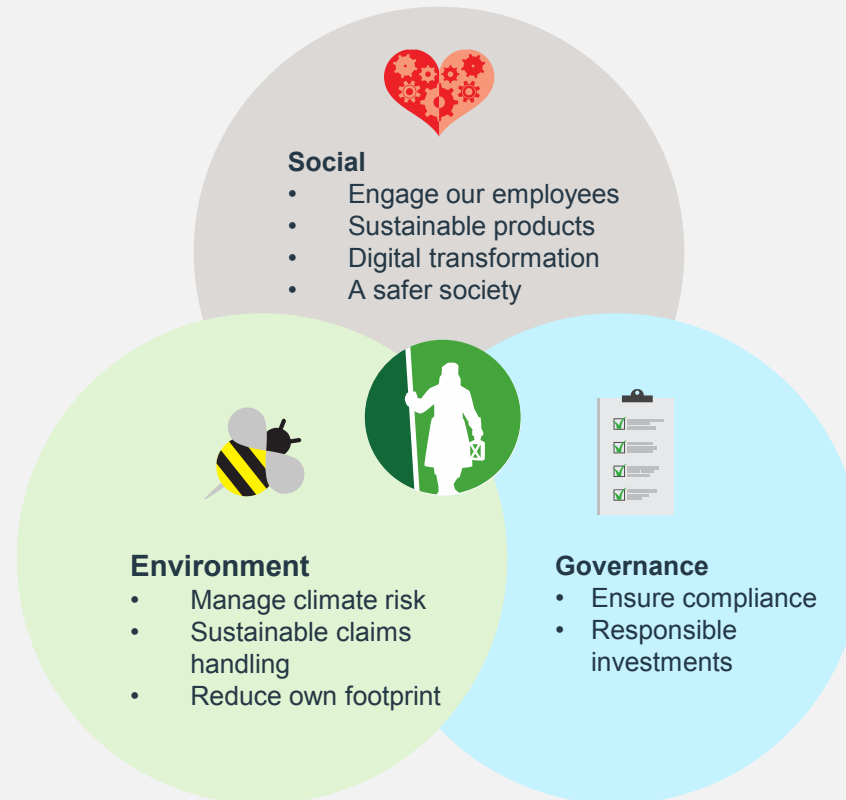 Social
• Engage our employees
• Sustainable products
• Digital transformation
• A safer society
Environment
• Manage climate risk
• Sustainable claims
handling
• Reduce own footprint
Governance
• Ensure compliance
• Responsible
investments